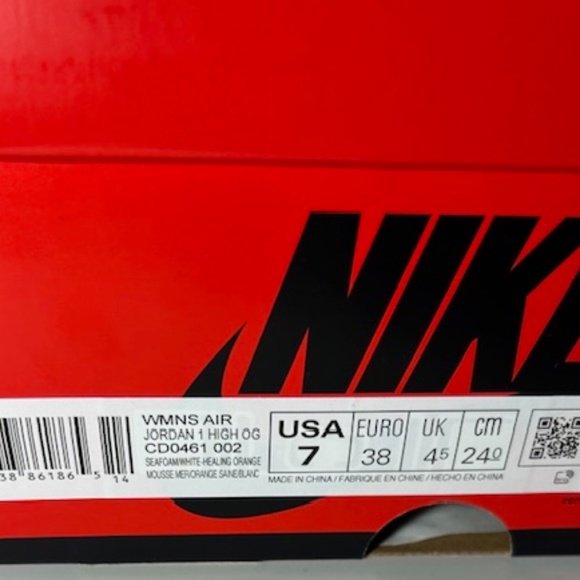 NIKE
WMNS AIR
JORDAN 1 HIGH OG
CD0461 002
SEAFOAM/WHITE-HEALING ORANGE
MOUSSE MER/ORANGE SAINE/BLANC
38 86186 5 14
USA EURO UK cm
7 38 4.5 24.0
MADE IN CHINA / FABRIQUE EN CHINE / HECHO EN CHINA